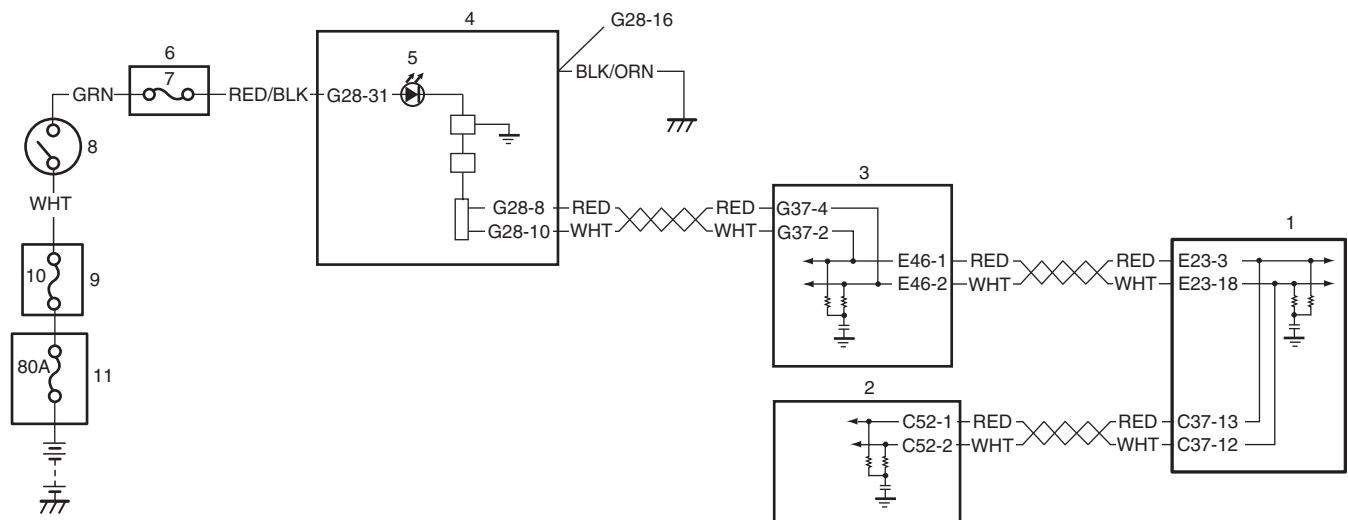 4
G28-16
6
5
7
BLK/ORN
GRN
RED/BLK
G28-31
8
3
WHT
G28-8
RED
RED
G37-4
G28-10
WHT
WHT
G37-2
1
10
9
E46-1
RED
RED
E23-3
E46-2
WHT
WHT
E23-18
80A
11
2
C52-1
RED
RED
C37-13
C52-2
WHT
WHT
C37-12